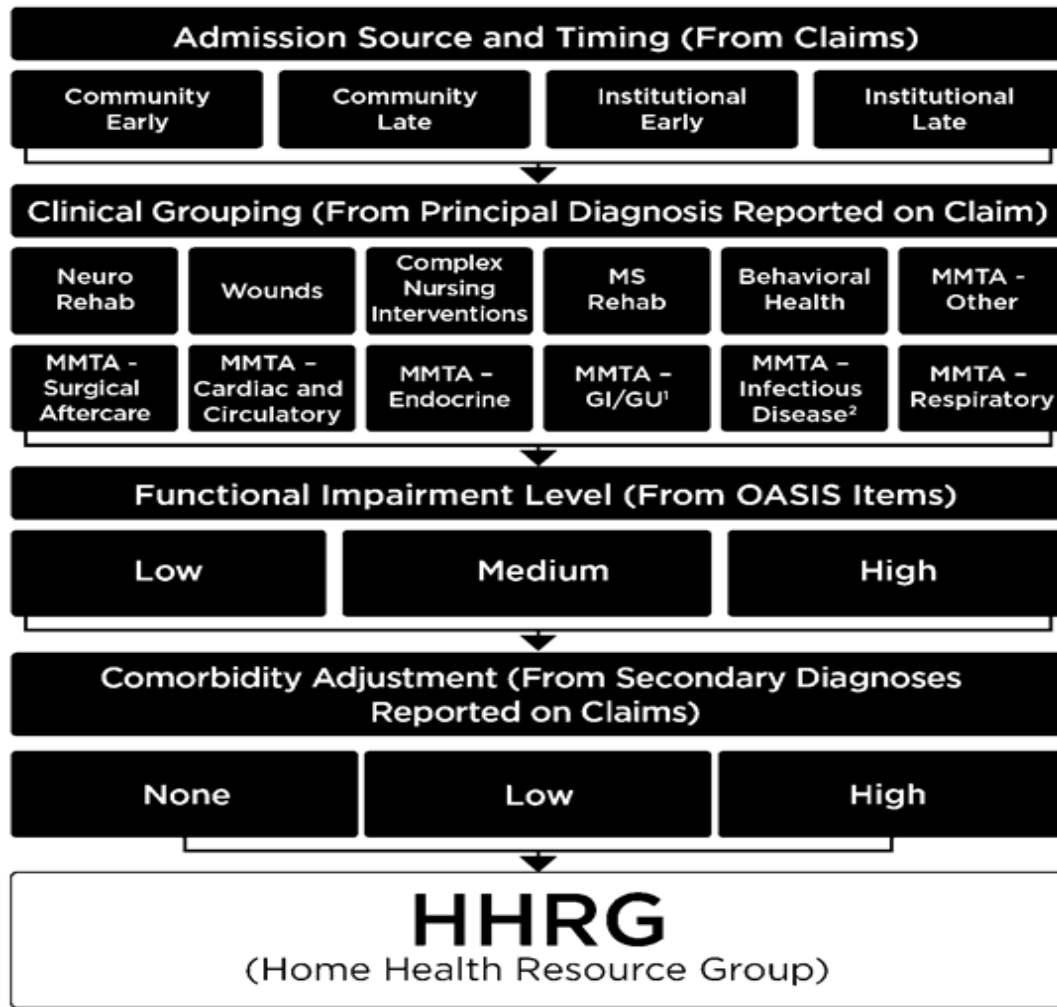 Admission Source and Timing (From Claims)
Community
Early
Community
Late
Institutional
Early
Institutional
Late
Clinical Grouping (From Principal Diagnosis Reported on Claim)
Neuro
Rehab
Wounds
Complex
Nursing
Interventions
MS
Rehab
Behavioral
Health
MMTA -
Other
MMTA -
Surgical
Aftercare
MMTA –
Cardiac and
Circulatory
MMTA –
Endocrine
MMTA –
GI/GU¹
MMTA –
Infectious
Disease²
MMTA –
Respiratory
Functional Impairment Level (From OASIS Items)
Low
Medium
High
Comorbidity Adjustment (From Secondary Diagnoses
Reported on Claims)
None
Low
High
HHRG
(Home Health Resource Group)